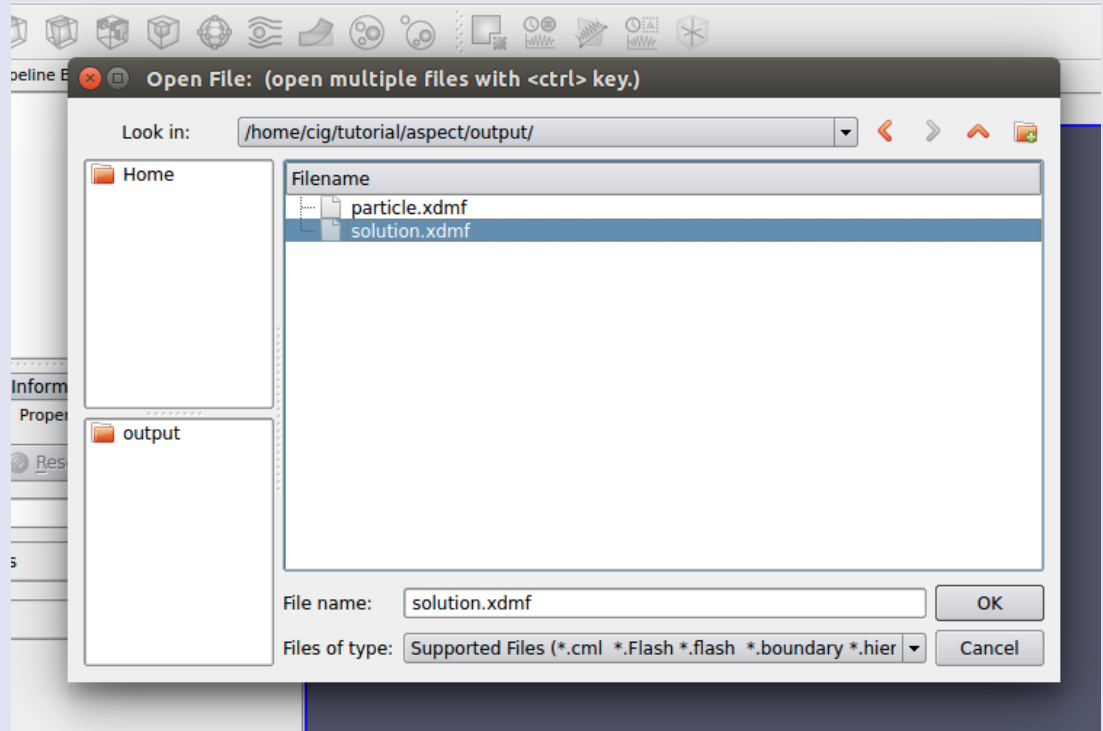 peline B
Open File: (open multiple files with <ctrl> key.)
Look in:
/home/cig/tutorial/aspect/output/
Home
Filename
particle.xdmf
solution.xdmf
Inform
Proper
output
Res
s
File name:
solution.xdmf
OK
Files of type:
Supported Files (*.cml *.Flash *.flash *.boundary *.hier
Cancel